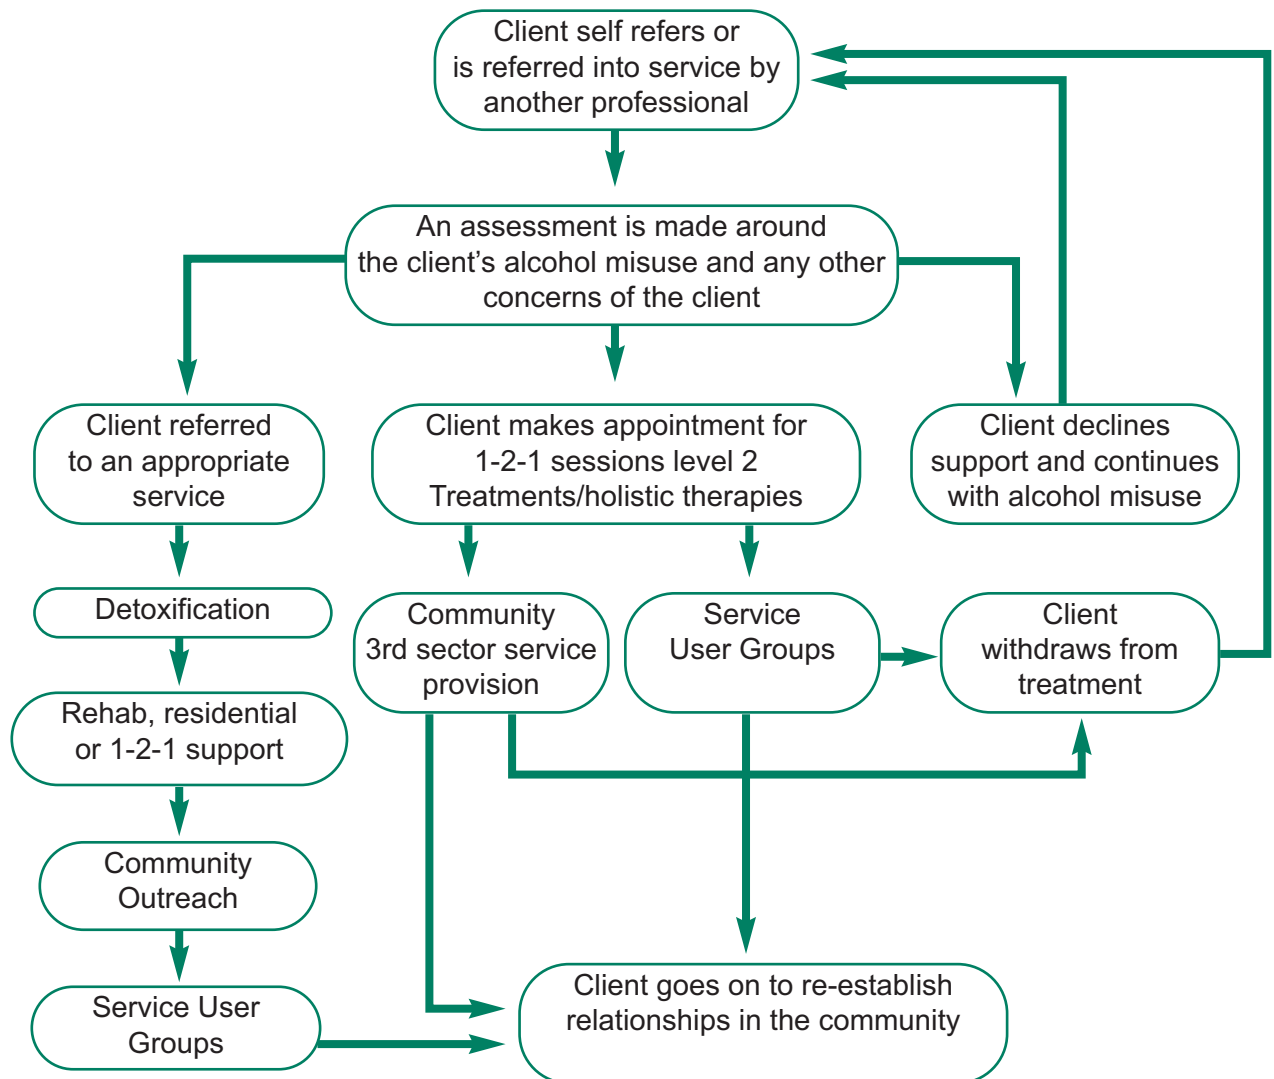 Client self refers or
is referred into service by
another professional
An assessment is made around
the client’s alcohol misuse and any other
concerns of the client
Client referred
to an appropriate
service
Client makes appointment for
1-2-1 sessions level 2
Treatments/holistic therapies
Client declines
support and continues
with alcohol misuse
Detoxification
Community
3rd sector service
provision
Service
User Groups
Client
withdraws from
treatment
Rehab, residential
or 1-2-1 support
Community
Outreach
Service User
Groups
Client goes on to re-establish
relationships in the community